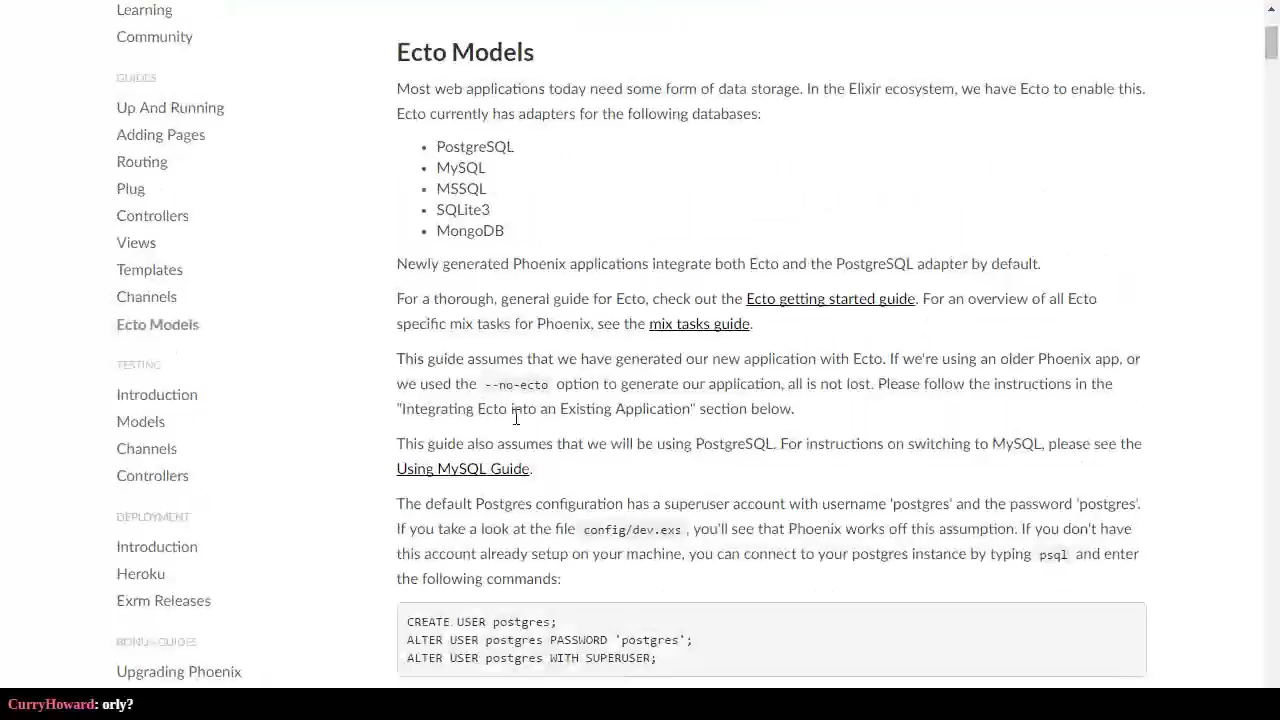 Learning
Community
GUIDES
Up And Running
Adding Pages
Routing
Plug
Controllers
Views
Templates
Channels
Ecto Models
TESTING
Introduction
Models
Channels
Controllers
DEPLOYMENT
Introduction
Heroku
Exrm Releases
BONUS GUIDES
Upgrading Phoenix
Ecto Models
Most web applications today need some form of data storage. In the Elixir ecosystem, we have Ecto to enable this.
Ecto currently has adapters for the following databases:
• PostgreSQL
• MySQL
• MSSQL
• SQLite3
• MongoDB
Newly generated Phoenix applications integrate both Ecto and the PostgreSQL adapter by default.
For a thorough, general guide for Ecto, check out the Ecto getting started guide. For an overview of all Ecto
specific mix tasks for Phoenix, see the mix tasks guide.
This guide assumes that we have generated our new application with Ecto. If we're using an older Phoenix app, or
we used the --no-ecto option to generate our application, all is not lost. Please follow the instructions in the
"Integrating Ecto into an Existing Application" section below.
This guide also assumes that we will be using PostgreSQL. For instructions on switching to MySQL, please see the
Using MySQL Guide.
The default Postgres configuration has a superuser account with username 'postgres' and the password 'postgres'.
If you take a look at the file config/dev.exs, you'll see that Phoenix works off this assumption. If you don't have
this account already setup on your machine, you can connect to your postgres instance by typing psql and enter
the following commands:
CREATE USER postgres;
ALTER USER postgres PASSWORD 'postgres';
ALTER USER postgres WITH SUPERUSER;
CurryHoward: orly?